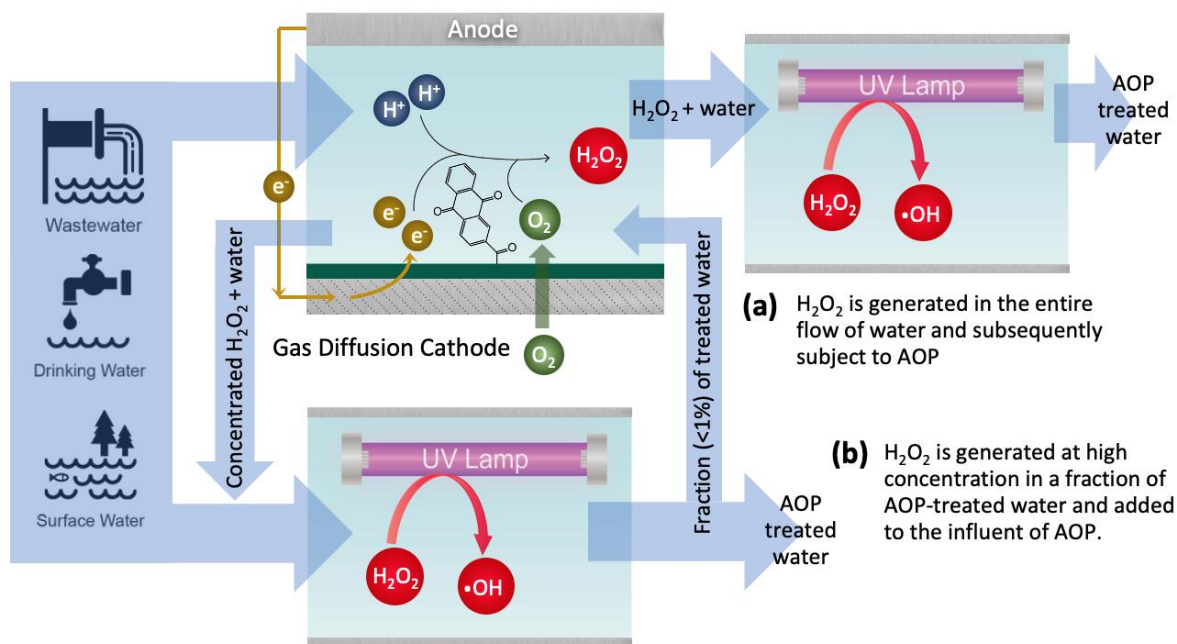 Anode
H⁺
H⁺
H₂O₂
e⁻
e⁻
e⁻
O₂
O
O
O
Gas Diffusion Cathode
O₂
Wastewater
Drinking Water
Surface Water
H₂O₂ + water
UV Lamp
H₂O₂
•OH
AOP
treated
water
(a) H₂O₂ is generated in the entire
flow of water and subsequently
subject to AOP
Concentrated H₂O₂ + water
Fraction (<1%) of treated water
UV Lamp
H₂O₂
•OH
AOP
treated
water
(b) H₂O₂ is generated at high
concentration in a fraction of
AOP-treated water and added
to the influent of AOP.